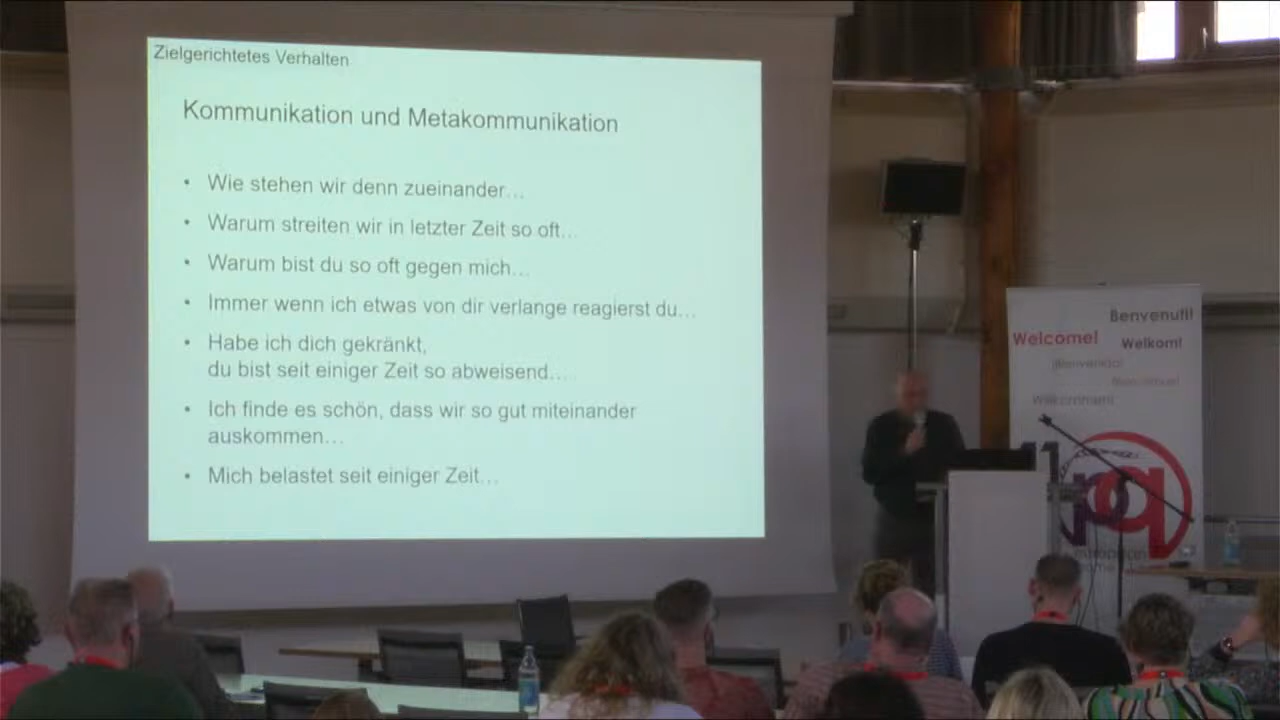 Zielgerichtetes Verhalten
Kommunikation und Metakommunikation
• Wie stehen wir denn zueinander…
• Warum streiten wir in letzter Zeit so oft…
• Warum bist du so oft gegen mich…
• Immer wenn ich etwas von dir verlange reagierst du…
• Habe ich dich gekränkt,
du bist seit einiger Zeit so abweisend…
• Ich finde es schön, dass wir so gut miteinander
auskommen…
• Mich belastet seit einiger Zeit…
Benvenuti!
Welcome!
Welkom!